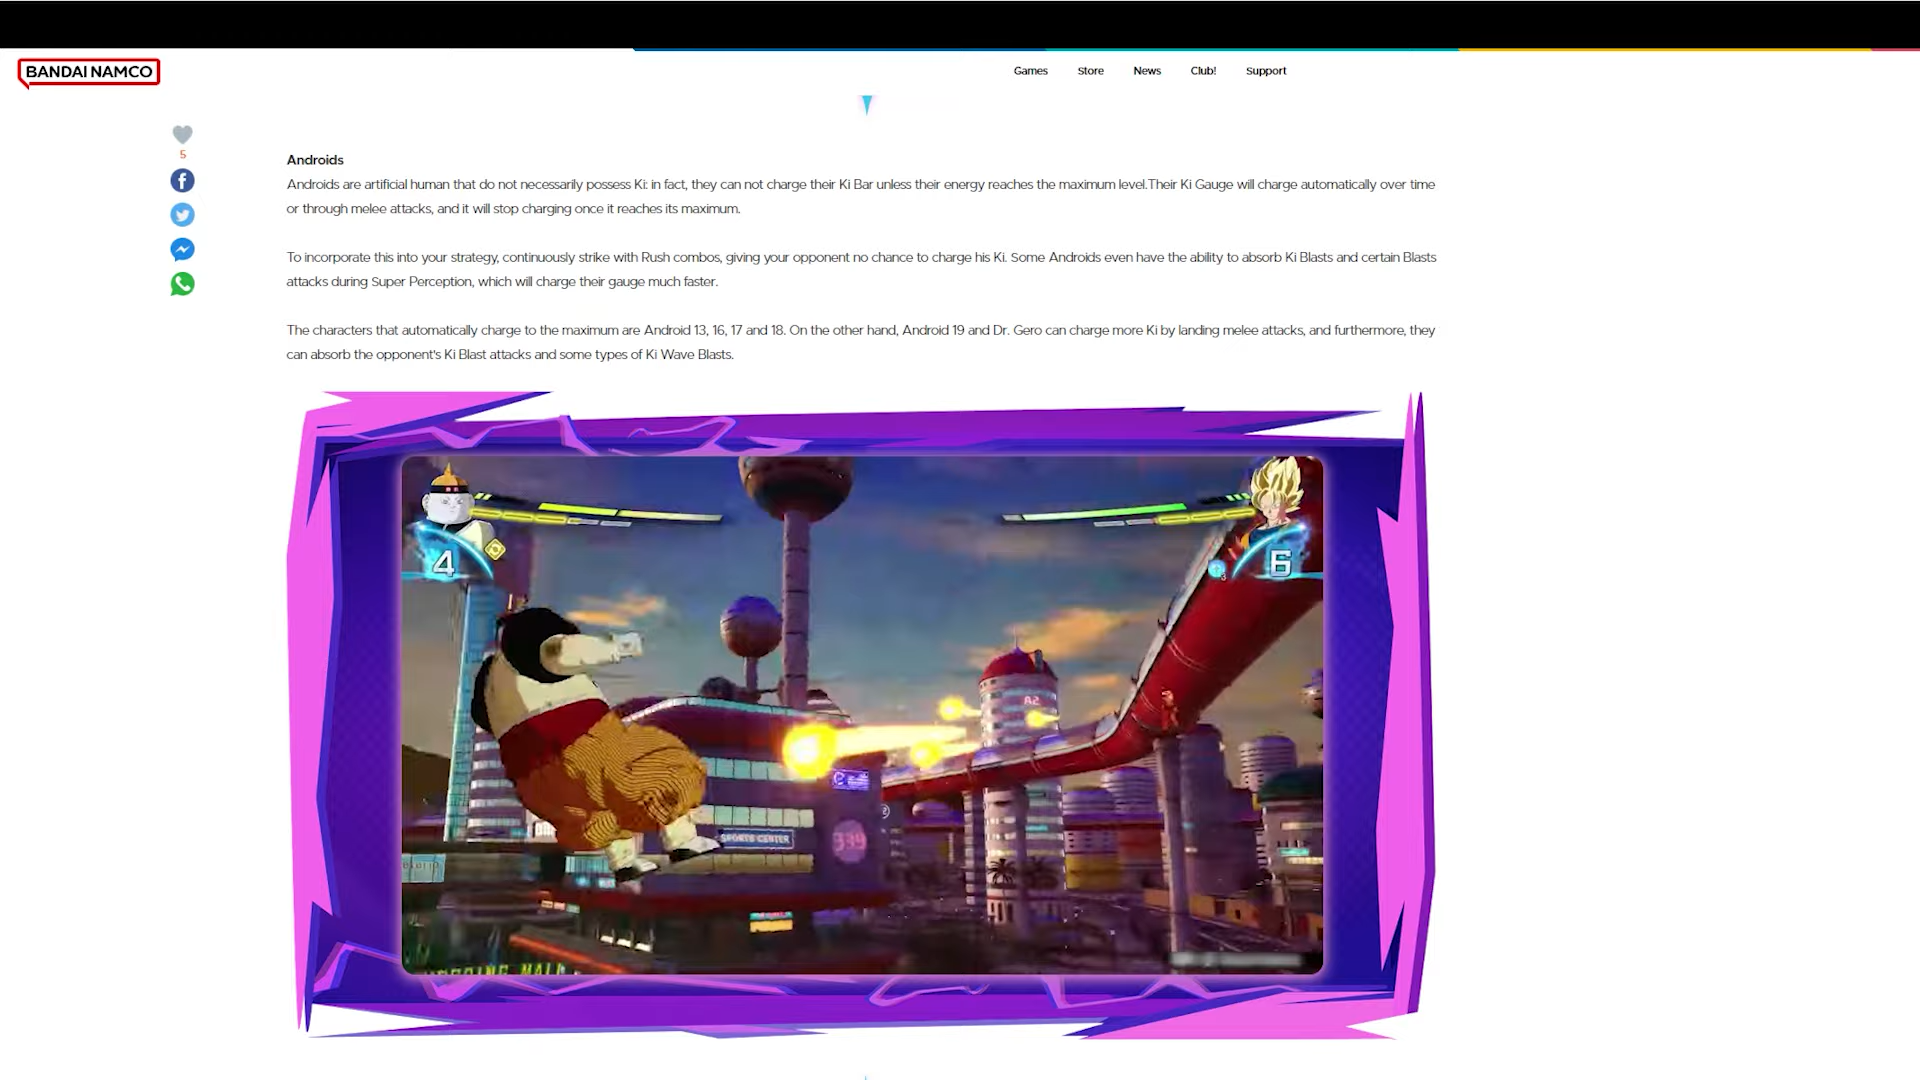 BANDAI NAMCO
Games Store News Club! Support
5
Androids
Androids are artificial human that do not necessarily possess Ki: in fact, they can not charge their Ki Bar unless their energy reaches the maximum level.Their Ki Gauge will charge automatically over time
or through melee attacks, and it will stop charging once it reaches its maximum.
To incorporate this into your strategy, continuously strike with Rush combos, giving your opponent no chance to charge his Ki. Some Androids even have the ability to absorb Ki Blasts and certain Blasts
attacks during Super Perception, which will charge their gauge much faster.
The characters that automatically charge to the maximum are Android 13, 16, 17 and 18. On the other hand, Android 19 and Dr. Gero can charge more Ki by landing melee attacks, and furthermore, they
can absorb the opponent's Ki Blast attacks and some types of Ki Wave Blasts.
4
6
3
A2
SPORTS CENTER
339
MALL